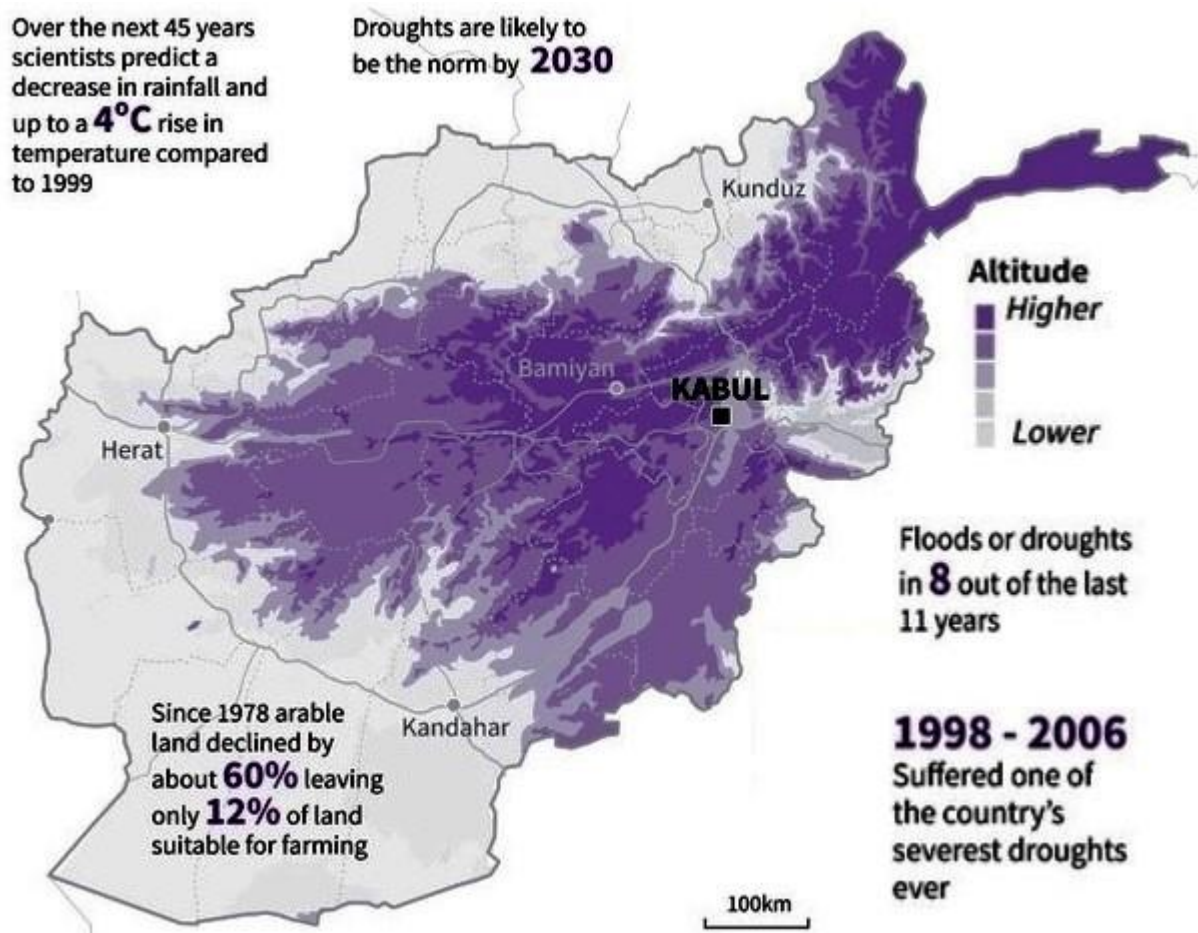 Over the next 45 years
scientists predict a
decrease in rainfall and
up to a 4°C rise in
temperature compared
to 1999
Droughts are likely to
be the norm by 2030
Kunduz
Altitude
Higher
Lower
Bamiyan
KABUL
Herat
Floods or droughts
in 8 out of the last
11 years
Since 1978 arable
land declined by
about 60% leaving
only 12% of land
suitable for farming
Kandahar
1998 - 2006
Suffered one of
the country's
severest droughts
ever
100km